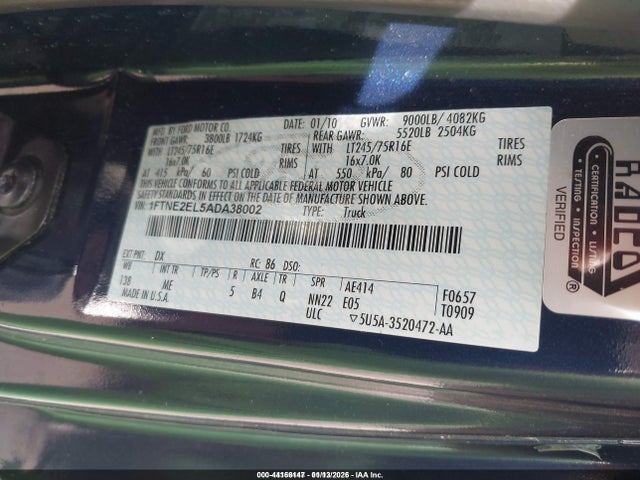 MFD. BY FORD MOTOR CO. DATE: 01/10 GVWR: 9000LB/ 4082KG
FRONT GAWR: 3800LB 1724KG REAR GAWR: 5520LB 2504KG
WITH LT245/75R16E TIRES WITH LT245/75R16E TIRES
16x7.0K RIMS 16x7.0K RIMS
AT 415 kPa/ 60 PSI COLD AT 550 kPa/ 80 PSI COLD
THIS VEHICLE CONFORMS TO ALL APPLICABLE FEDERAL MOTOR VEHICLE
SAFETY STANDARDS IN EFFECT ON THE DATE OF MANUFACTURE SHOWN ABOVE.
VIN: 1FTNE2EL5ADA38002 TYPE: Truck
EXT PNT: DX RC: 86 DSO:
WB INT TR TP/PS R AXLE TR SPR AE414 F0657
138 ME 5 B4 Q NN22 E05 T0909
MADE IN U.S.A. ULC ▽5U5A-3520472-AA
RADCO
CERTIFICATION
TESTING
INSPECTION
VERIFIED
®
000-44166147 - 01/13/2026 - IAA Inc.